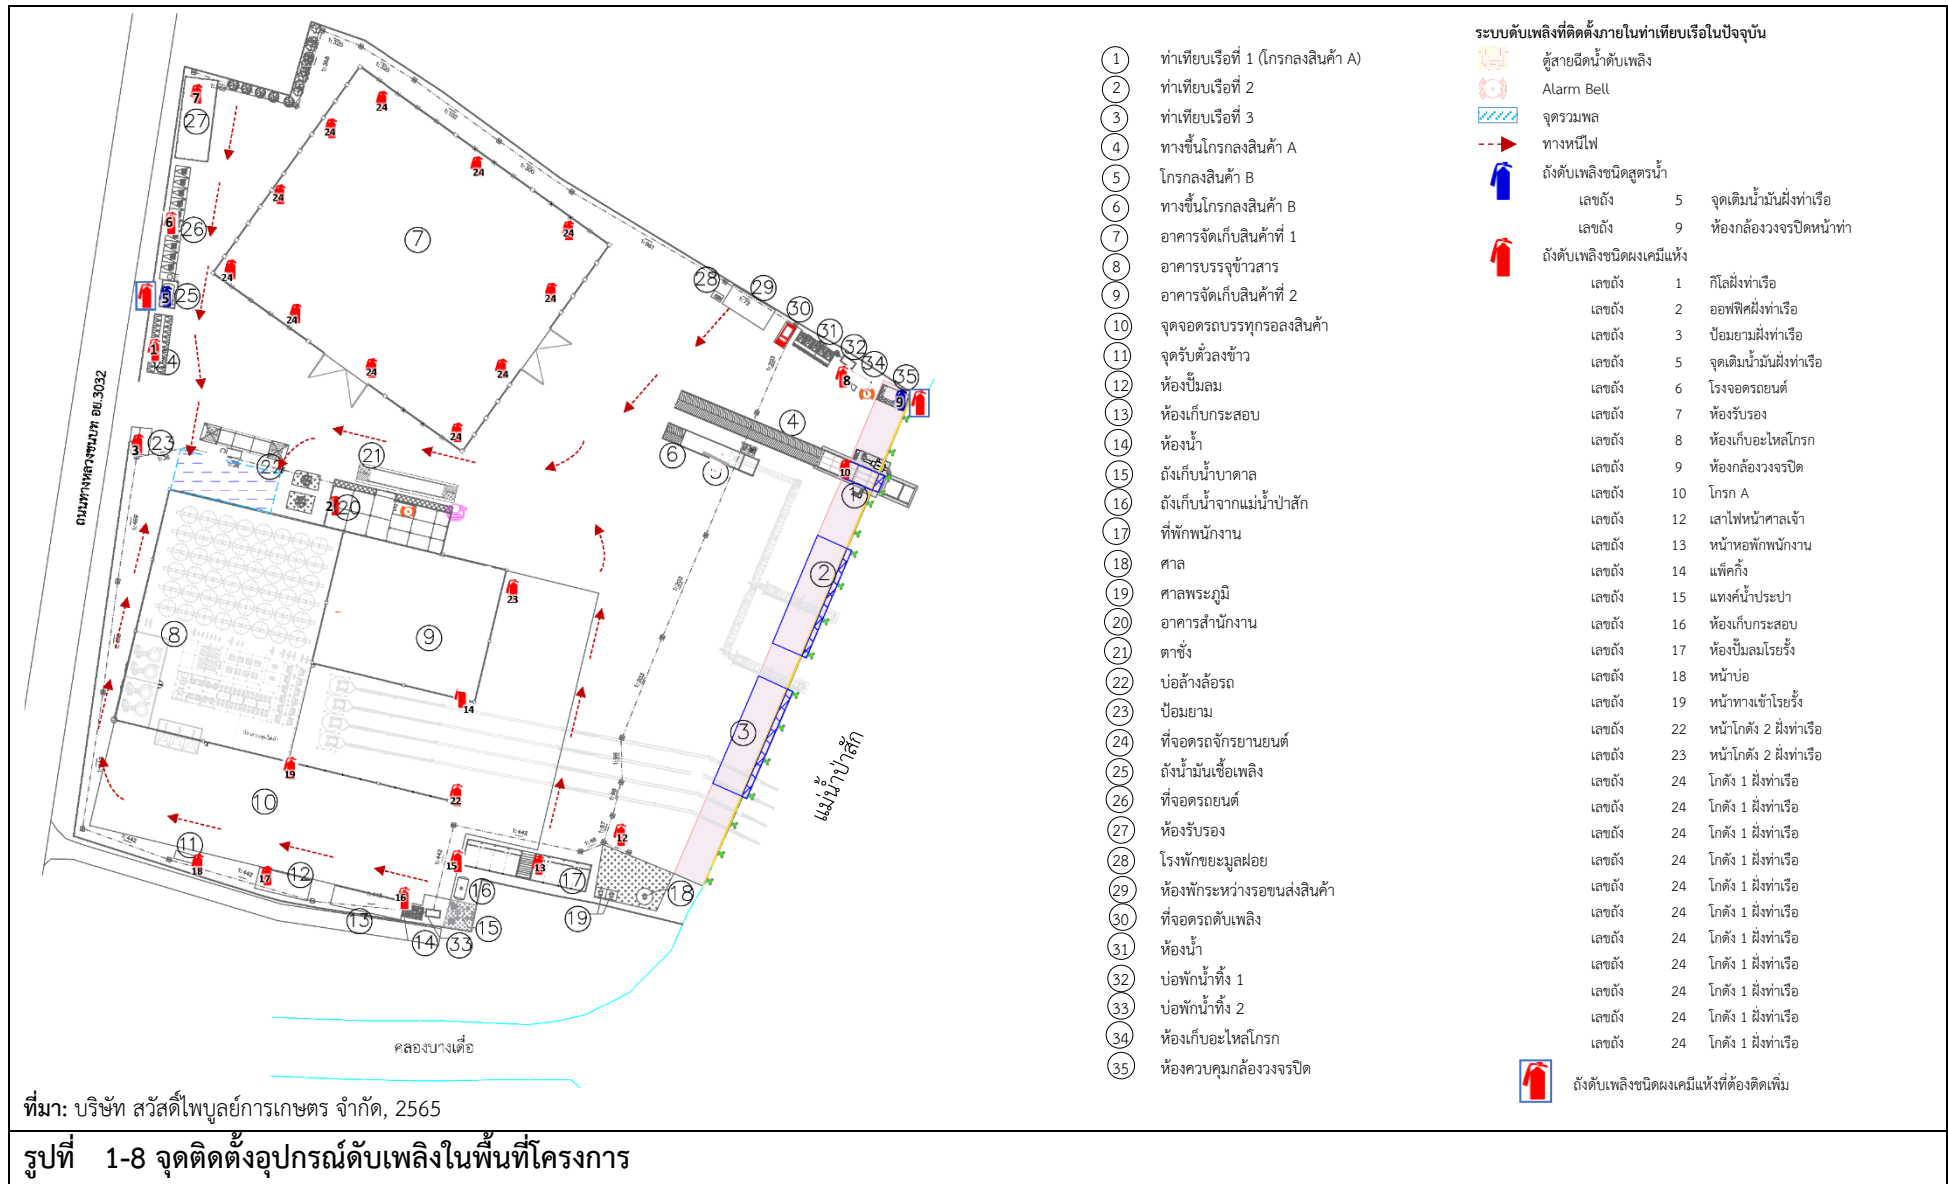 ระบบดับเพลิงที่ติดตั้งภายในท่าเทียบเรือในปัจจุบัน
ตู้สายฉีดน้ำดับเพลิง
Alarm Bell
จุดรวมพล
ทางหนีไฟ
ถังดับเพลิงชนิดสูตรน้ำ
เลขถัง 5 จุดเติมน้ำมันฝั่งท่าเรือ
เลขถัง 9 ห้องกล้องวงจรปิดหน้าท่า
ถังดับเพลิงชนิดผงเคมีแห้ง
เลขถัง 1 กิโลฝั่งท่าเรือ
เลขถัง 2 ออฟฟิศฝั่งท่าเรือ
เลขถัง 3 ป้อมยามฝั่งท่าเรือ
เลขถัง 5 จุดเติมน้ำมันฝั่งท่าเรือ
เลขถัง 6 โรงจอดรถยนต์
เลขถัง 7 ห้องรับรอง
เลขถัง 8 ห้องเก็บอะไหล่โกรก
เลขถัง 9 ห้องกล้องวงจรปิด
เลขถัง 10 โกรก A
เลขถัง 12 เสาไฟหน้าศาลเจ้า
เลขถัง 13 หน้าหอพักพนักงาน
เลขถัง 14 แพ็คกิ้ง
เลขถัง 15 แทงค์น้ำประปา
เลขถัง 16 ห้องเก็บกระสอบ
เลขถัง 17 ห้องปั๊มลมโรยรั้ง
เลขถัง 18 หน้าบ่อ
เลขถัง 19 หน้าทางเข้าโรยรั้ง
เลขถัง 22 หน้าโกดัง 2 ฝั่งท่าเรือ
เลขถัง 23 หน้าโกดัง 2 ฝั่งท่าเรือ
เลขถัง 24 โกดัง 1 ฝั่งท่าเรือ
เลขถัง 24 โกดัง 1 ฝั่งท่าเรือ
เลขถัง 24 โกดัง 1 ฝั่งท่าเรือ
เลขถัง 24 โกดัง 1 ฝั่งท่าเรือ
เลขถัง 24 โกดัง 1 ฝั่งท่าเรือ
เลขถัง 24 โกดัง 1 ฝั่งท่าเรือ
เลขถัง 24 โกดัง 1 ฝั่งท่าเรือ
เลขถัง 24 โกดัง 1 ฝั่งท่าเรือ
เลขถัง 24 โกดัง 1 ฝั่งท่าเรือ
เลขถัง 24 โกดัง 1 ฝั่งท่าเรือ
เลขถัง 24 โกดัง 1 ฝั่งท่าเรือ
ถังดับเพลิงชนิดผงเคมีแห้งที่ต้องติดเพิ่ม
1 ท่าเทียบเรือที่ 1 (โกรกลงสินค้า A)
2 ท่าเทียบเรือที่ 2
3 ท่าเทียบเรือที่ 3
4 ทางขึ้นโกรกลงสินค้า A
5 โกรกลงสินค้า B
6 ทางขึ้นโกรกลงสินค้า B
7 อาคารจัดเก็บสินค้าที่ 1
8 อาคารบรรจุข้าวสาร
9 อาคารจัดเก็บสินค้าที่ 2
10 จุดจอดรถบรรทุกรอลงสินค้า
11 จุดรับตั๋วลงข้าว
12 ห้องปั๊มลม
13 ห้องเก็บกระสอบ
14 ห้องน้ำ
15 ถังเก็บน้ำบาดาล
16 ถังเก็บน้ำจากแม่น้ำป่าสัก
17 ที่พักพนักงาน
18 ศาล
19 ศาลพระภูมิ
20 อาคารสำนักงาน
21 ตาชั่ง
22 บ่อล้างล้อรถ
23 ป้อมยาม
24 ที่จอดรถจักรยานยนต์
25 ถังน้ำมันเชื้อเพลิง
26 ที่จอดรถยนต์
27 ห้องรับรอง
28 โรงพักขยะมูลฝอย
29 ห้องพักระหว่างรอขนส่งสินค้า
30 ที่จอดรถดับเพลิง
31 ห้องน้ำ
32 บ่อพักน้ำทิ้ง 1
33 บ่อพักน้ำทิ้ง 2
34 ห้องเก็บอะไหล่โกรก
35 ห้องควบคุมกล้องวงจรปิด
ถนนทางหลวงชนบท อย.3032
แม่น้ำป่าสัก
คลองบางเดื่อ
ที่มา: บริษัท สวัสดิ์ไพบูลย์การเกษตร จำกัด, 2565
รูปที่ 1-8 จุดติดตั้งอุปกรณ์ดับเพลิงในพื้นที่โครงการ